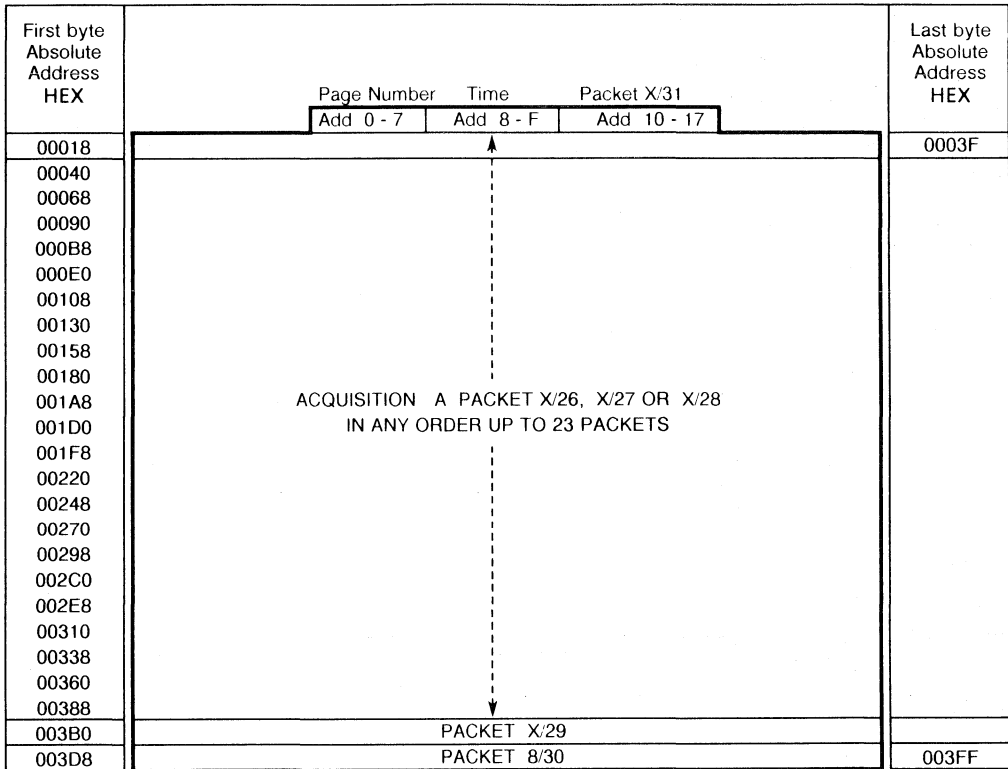 First byte
Absolute
Address
HEX
Last byte
Absolute
Address
HEX
Page Number Time Packet X/31
Add 0 - 7 Add 8 - F Add 10 - 17
00018 0003F
00040
00068
00090
000B8
000E0
00108
00130
00158
00180
001A8 ACQUISITION A PACKET X/26, X/27 OR X/28
001D0 IN ANY ORDER UP TO 23 PACKETS
001F8
00220
00248
00270
00298
002C0
002E8
00310
00338
00360
00388
003B0 PACKET X/29
003D8 PACKET 8/30 003FF